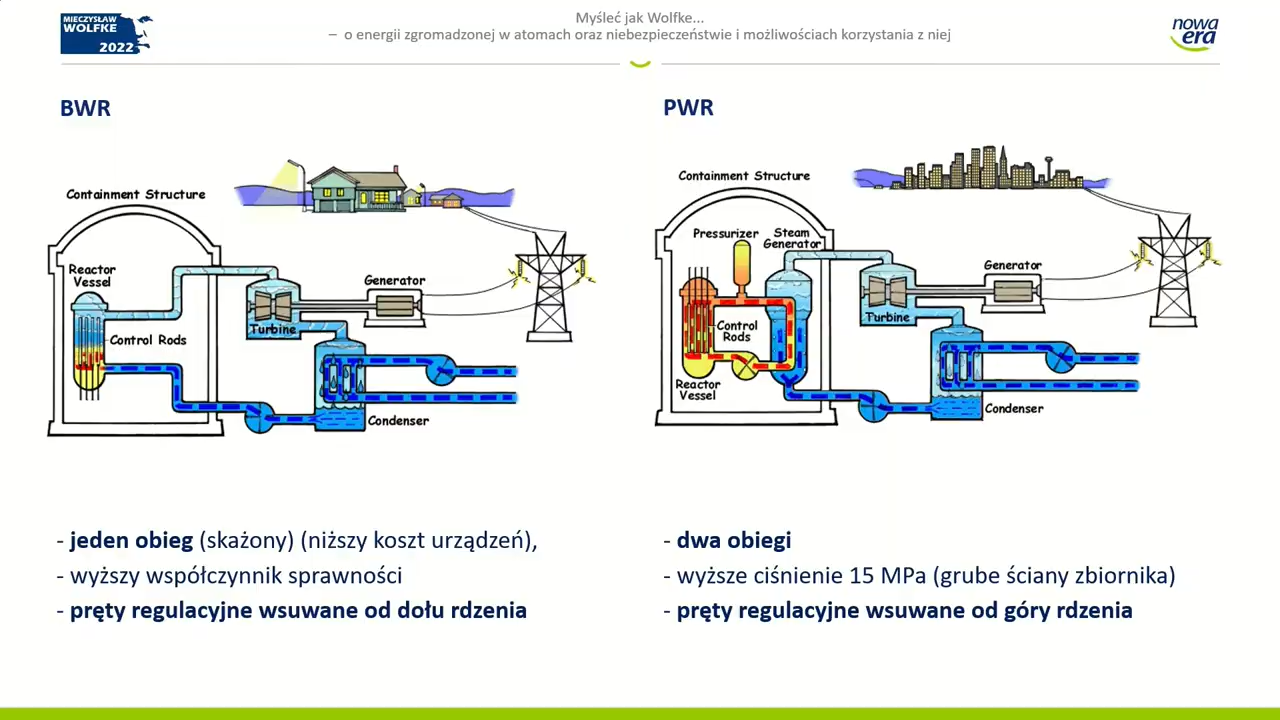 MIECZYSŁAW
WOLFKE
2022
Myśleć jak Wolfke...
– o energii zgromadzonej w atomach oraz niebezpieczeństwie i możliwościach korzystania z niej
nowa
era
BWR
Containment Structure
Reactor
Vessel
Generator
Turbine
Control Rods
Condenser
- jeden obieg (skażony) (niższy koszt urządzeń),
- wyższy współczynnik sprawności
- pręty regulacyjne wsuwane od dołu rdzenia
PWR
Containment Structure
Pressurizer
Steam
Generator
Generator
Turbine
Control
Rods
Reactor
Vessel
Condenser
- dwa obiegi
- wyższe ciśnienie 15 MPa (grube ściany zbiornika)
- pręty regulacyjne wsuwane od góry rdzenia